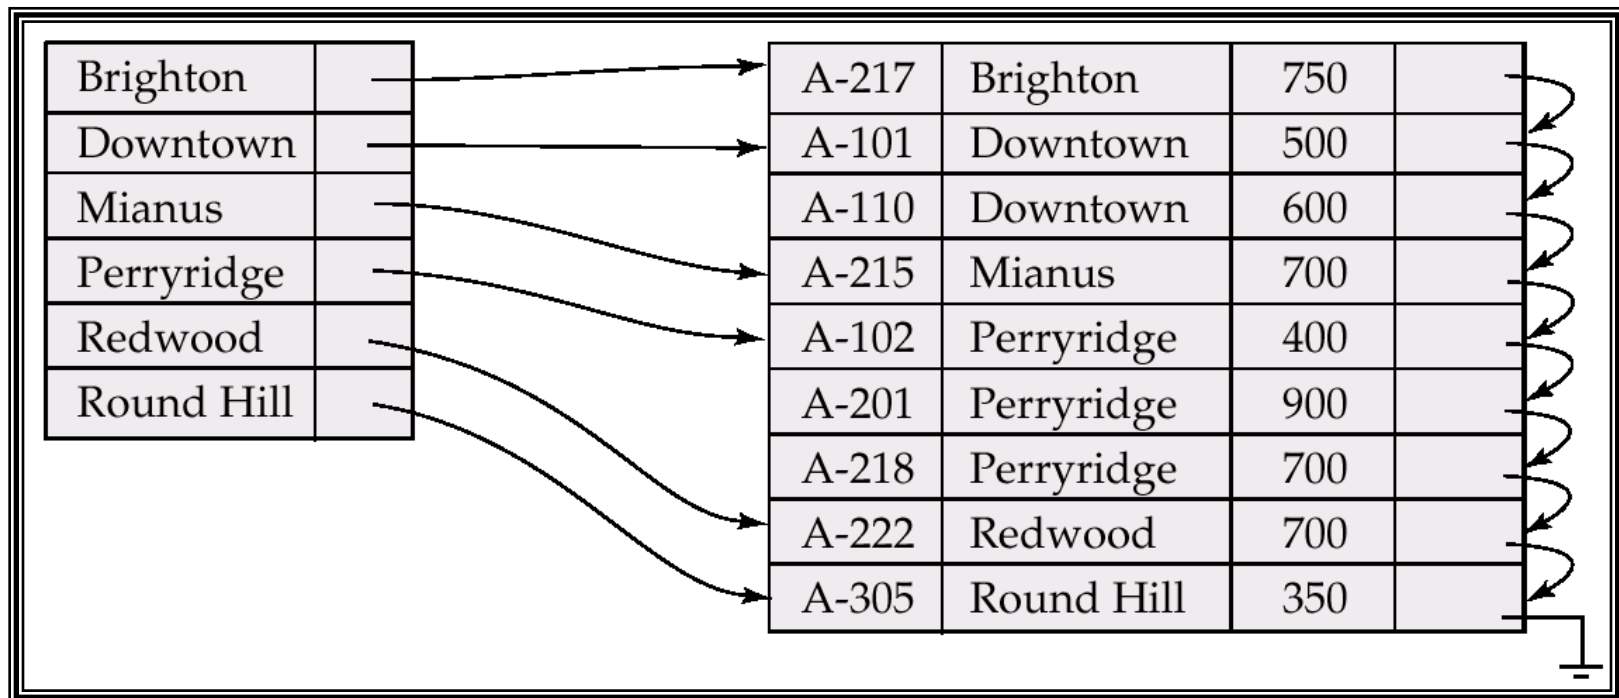 Brighton
Downtown
Mianus
Perryridge
Redwood
Round Hill
A-217 Brighton 750
A-101 Downtown 500
A-110 Downtown 600
A-215 Mianus 700
A-102 Perryridge 400
A-201 Perryridge 900
A-218 Perryridge 700
A-222 Redwood 700
A-305 Round Hill 350